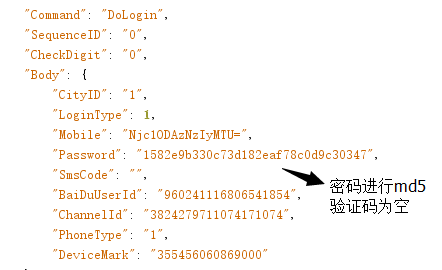 "Command": "DoLogin",
"SequenceID": "0",
"CheckDigit": "0",
"Body": {
"CityID": "1",
"LoginType": 1,
"Mobile": "Njc1ODAzNzIyMTU=",
"Password": "1582e9b330c73d182eaf78c0d9c30347",
"SmsCode": "",
"BaiDuUserId": "960241116806541854",
"ChannelId": "3824279711074171074",
"PhoneType": "1",
"DeviceMark": "355456060869000"
密码进行md5
验证码为空